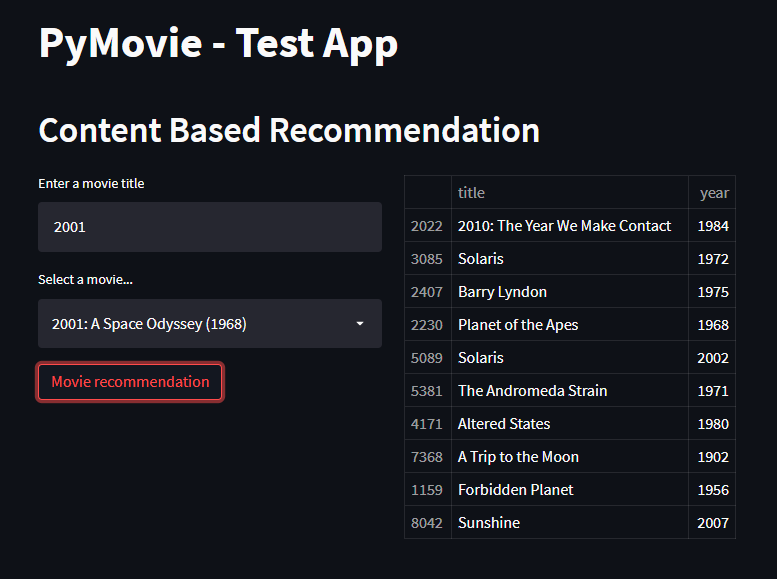 PyMovie - Test App
Content Based Recommendation
Enter a movie title
2001
Select a movie...
2001: A Space Odyssey (1968)
Movie recommendation
title year
2022 2010: The Year We Make Contact 1984
3085 Solaris 1972
2407 Barry Lyndon 1975
2230 Planet of the Apes 1968
5089 Solaris 2002
5381 The Andromeda Strain 1971
4171 Altered States 1980
7368 A Trip to the Moon 1902
1159 Forbidden Planet 1956
8042 Sunshine 2007